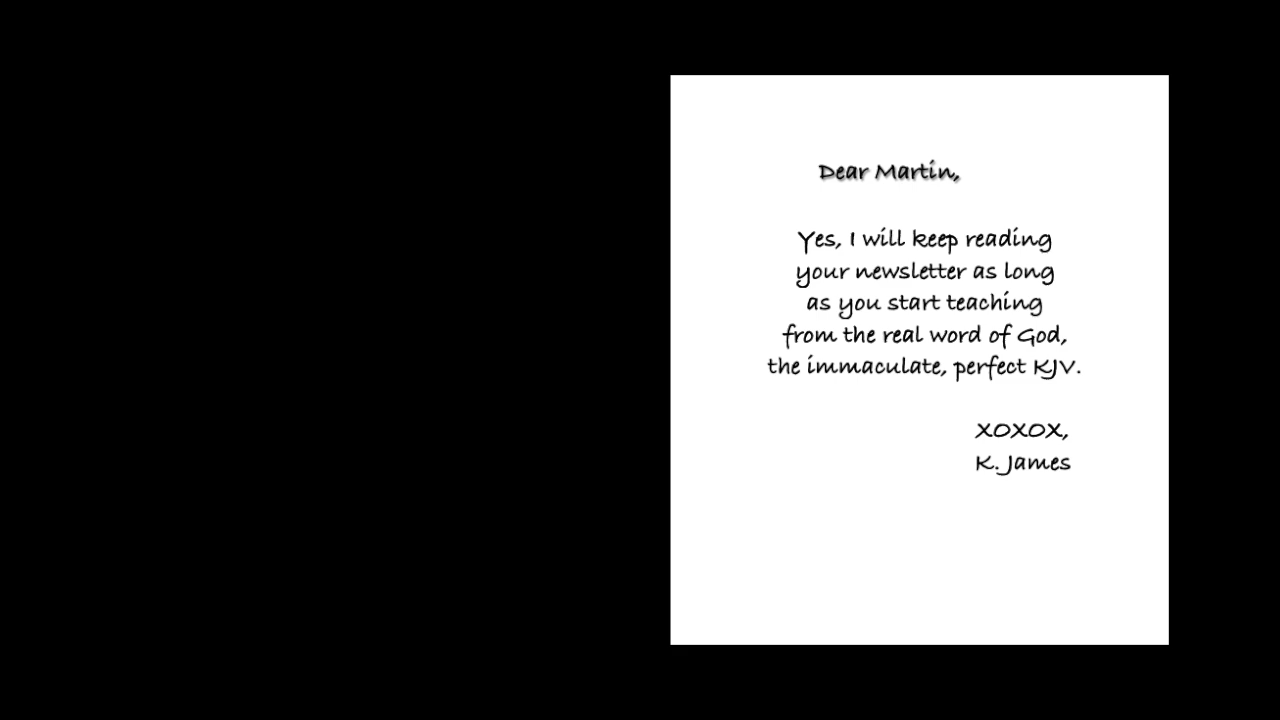 Dear Martin,
Yes, I will keep reading
your newsletter as long
as you start teaching
from the real word of God,
the immaculate, perfect KJV.
XOXOX,
K. James